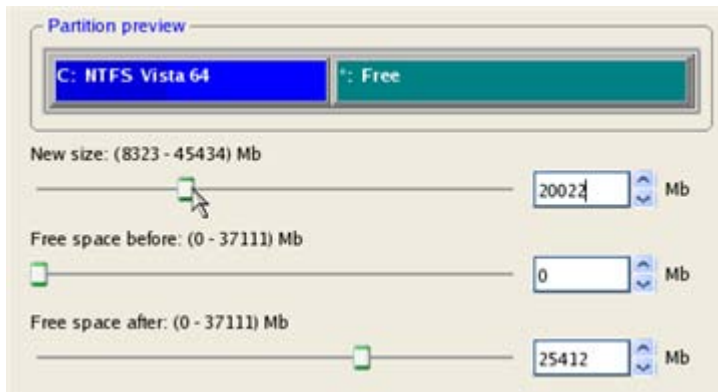 Partition preview
C: NTFS Vista 64
*: Free
New size: (8323 - 45434) Mb
20022 Mb
Free space before: (0 - 37111) Mb
0 Mb
Free space after: (0 - 37111) Mb
25412 Mb